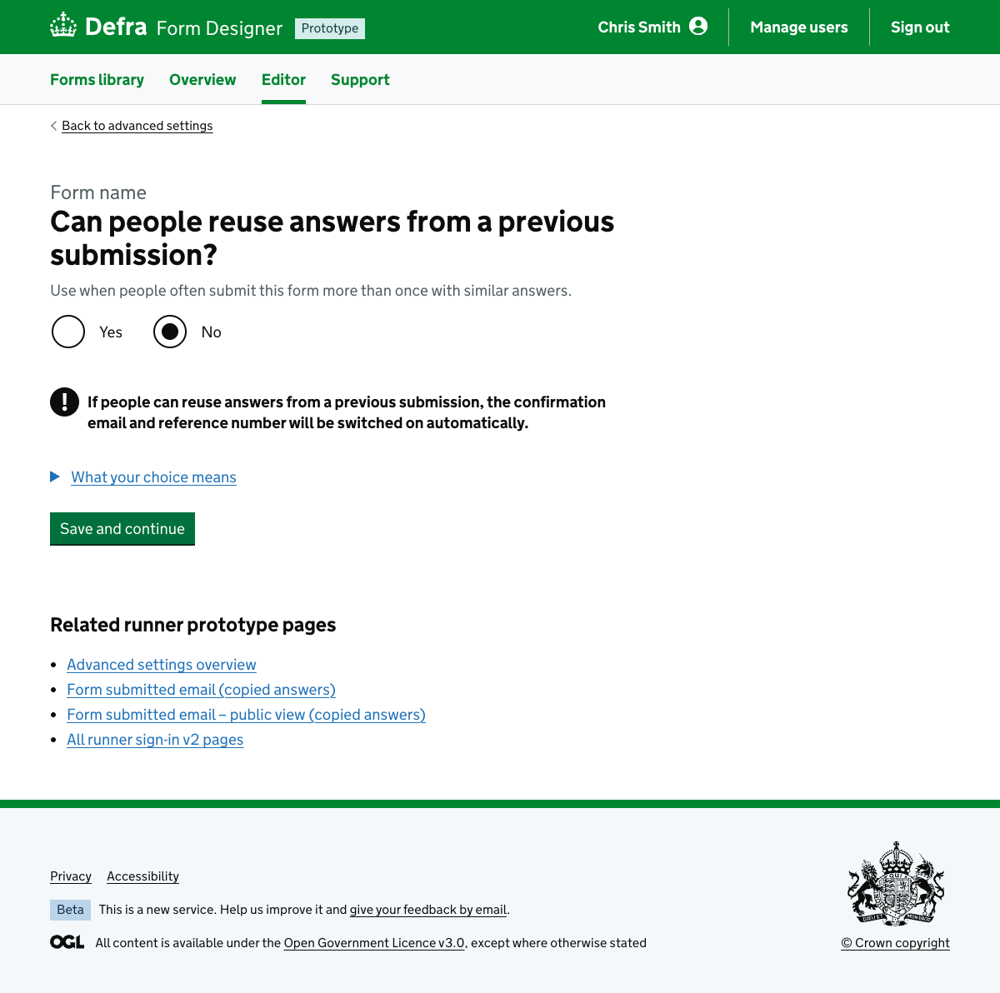 Defra Form Designer Prototype
Chris Smith
Manage users
Sign out
Forms library
Overview
Editor
Support
Back to advanced settings
Form name
Can people reuse answers from a previous
submission?
Use when people often submit this form more than once with similar answers.
Yes
No
! If people can reuse answers from a previous submission, the confirmation
email and reference number will be switched on automatically.
What your choice means
Save and continue
Related runner prototype pages
• Advanced settings overview
• Form submitted email (copied answers)
• Form submitted email – public view (copied answers)
• All runner sign-in v2 pages
Privacy Accessibility
Beta This is a new service. Help us improve it and give your feedback by email.
OGL All content is available under the Open Government Licence v3.0, except where otherwise stated
© Crown copyright